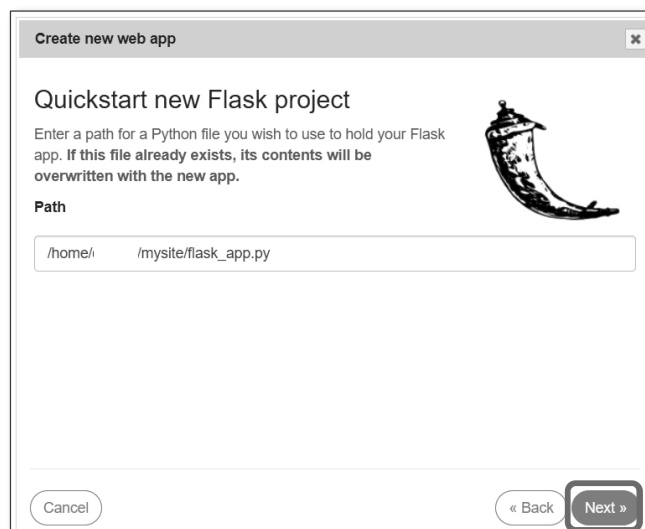 Create new web app
Quickstart new Flask project
Enter a path for a Python file you wish to use to hold your Flask
app. If this file already exists, its contents will be
overwritten with the new app.
Path
/home/ /mysite/flask_app.py
Cancel
« Back
Next »